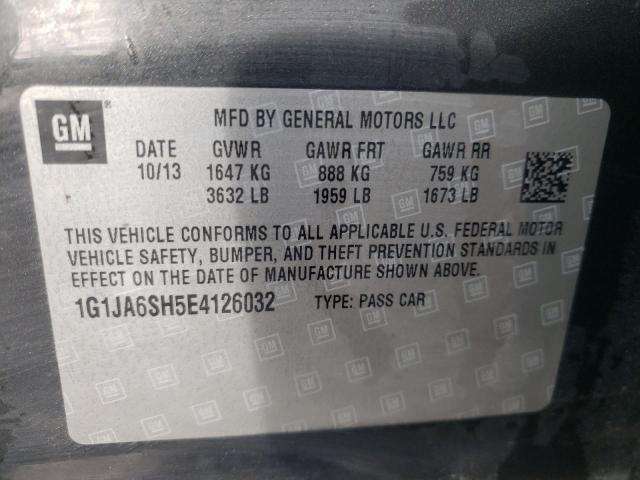 GM ®
MFD BY GENERAL MOTORS LLC
DATE GVWR GAWR FRT GAWR RR
10/13 1647 KG 888 KG 759 KG
3632 LB 1959 LB 1673 LB
THIS VEHICLE CONFORMS TO ALL APPLICABLE U.S. FEDERAL MOTOR
VEHICLE SAFETY, BUMPER, AND THEFT PREVENTION STANDARDS IN
EFFECT ON THE DATE OF MANUFACTURE SHOWN ABOVE.
1G1JA6SH5E4126032 TYPE: PASS CAR